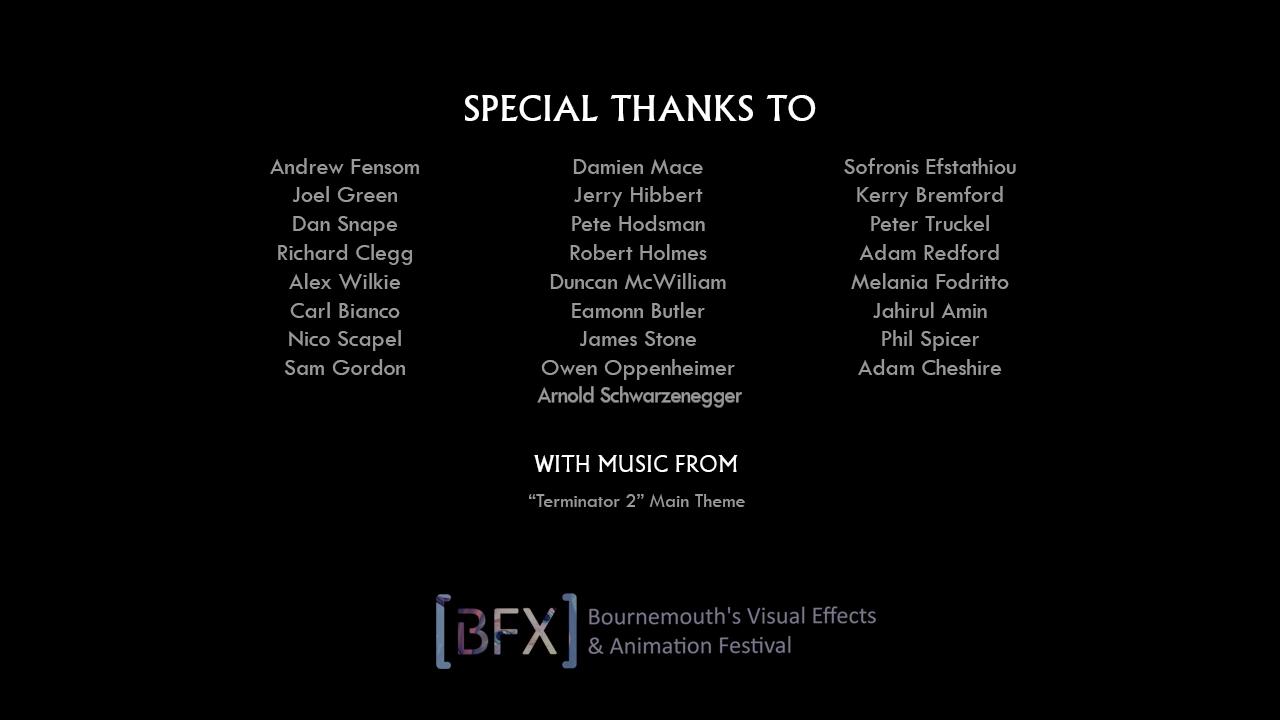 SPECIAL THANKS TO
Andrew Fensom
Joel Green
Dan Snape
Richard Clegg
Alex Wilkie
Carl Bianco
Nico Scapel
Sam Gordon
Damien Mace
Jerry Hibbert
Pete Hodsman
Robert Holmes
Duncan McWilliam
Eamonn Butler
James Stone
Owen Oppenheimer
Arnold Schwarzenegger
Sofronis Efstathiou
Kerry Bremford
Peter Truckel
Adam Redford
Melania Fodritto
Jahirul Amin
Phil Spicer
Adam Cheshire
WITH MUSIC FROM
“Terminator 2” Main Theme
[BFX]
Bournemouth's Visual Effects
& Animation Festival